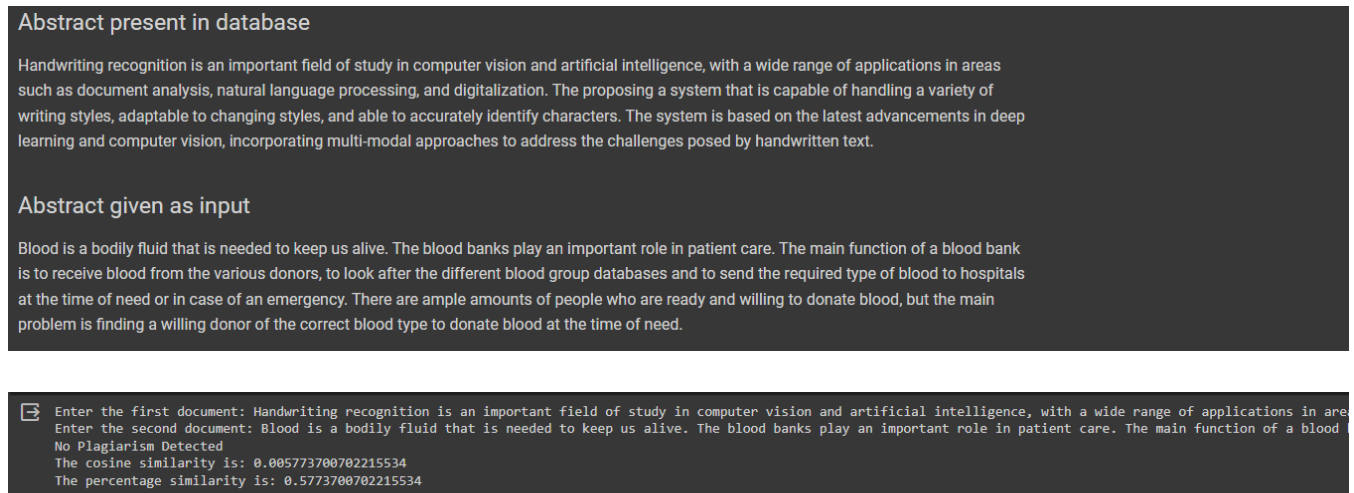 Abstract present in database
Handwriting recognition is an important field of study in computer vision and artificial intelligence, with a wide range of applications in areas
such as document analysis, natural language processing, and digitalization. The proposing a system that is capable of handling a variety of
writing styles, adaptable to changing styles, and able to accurately identify characters. The system is based on the latest advancements in deep
learning and computer vision, incorporating multi-modal approaches to address the challenges posed by handwritten text.
Abstract given as input
Blood is a bodily fluid that is needed to keep us alive. The blood banks play an important role in patient care. The main function of a blood bank
is to receive blood from the various donors, to look after the different blood group databases and to send the required type of blood to hospitals
at the time of need or in case of an emergency. There are ample amounts of people who are ready and willing to donate blood, but the main
problem is finding a willing donor of the correct blood type to donate blood at the time of need.
Enter the first document: Handwriting recognition is an important field of study in computer vision and artificial intelligence, with a wide range of applications in
Enter the second document: Blood is a bodily fluid that is needed to keep us alive. The blood banks play an important role in patient care. The main function of a blood
No Plagiarism Detected
The cosine similarity is: 0.005773700702215534
The percentage similarity is: 0.5773700702215534